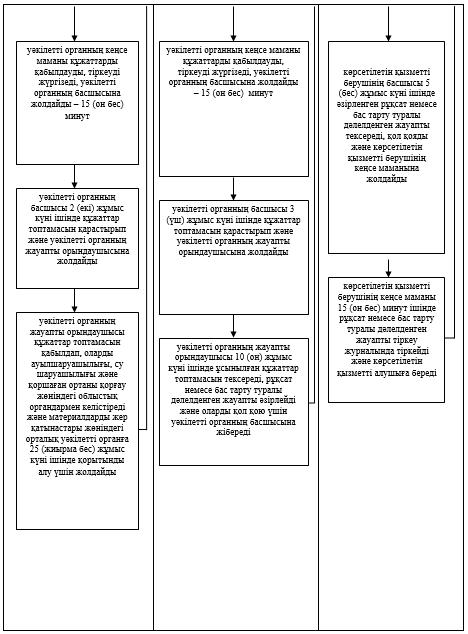 уәкілетті органның кеңсе
маманы құжаттарды
қабылдауды, тіркеуді
жүргізеді, уәкілетті
органның басшысына
жолдайды – 15 (он бес)
минут
уәкілетті органның
басшысы 2 (екі) жұмыс
күні ішінде құжаттар
топтамасын қарастырып
және уәкілетті органның
жауапты орындаушысына
жолдайды
уәкілетті органның
жауапты орындаушысы
құжаттар топтамасын
қабылдап, оларды
ауылшаруашылығы, су
шаруашылығы және
қоршаған ортаны қорғау
жөніндегі облыстық
органдармен келістіреді
және материалдарды жер
қатынастары жөніндегі
орталық уәкілетті органға
25 (жиырма бес) жұмыс
күні ішінде қорытынды
алу үшін жолдайды
уәкілетті органның кеңсе маманы
құжаттарды қабылдауды,
тіркеуді жүргізеді, уәкілетті
органның басшысына жолдайды
– 15 (он бес) минут
уәкілетті органның басшысы 3
(үш) жұмыс күні ішінде құжаттар
топтамасын қарастырып және
уәкілетті органның жауапты
орындаушысына жолдайды
уәкілетті органның жауапты
орындаушысы 10 (он) жұмыс
күні ішінде ұсынылған құжаттар
топтамасын тексереді, рұқсат
немесе бас тарту туралы
дәлелденген жауапты әзірлейді
және оларды қол қою үшін
уәкілетті органның басшысына
жібереді
көрсетілетін қызметті
берушінің басшысы 5
(бес) жұмыс күні ішінде
әзірленген рұқсат немесе
бас тарту туралы
дәлелденген жауапты
тексереді, қол қояды
және көрсетілетін
қызметті берушінің
кеңсе маманына
жолдайды
көрсетілетін қызметті
берушінің кеңсе маманы
15 (он бес) минут ішінде
рұқсат немесе бас тарту
туралы дәлелденген
жауапты тіркеу
журналында тіркейді
және көрсетілетін
қызметті алушыға береді